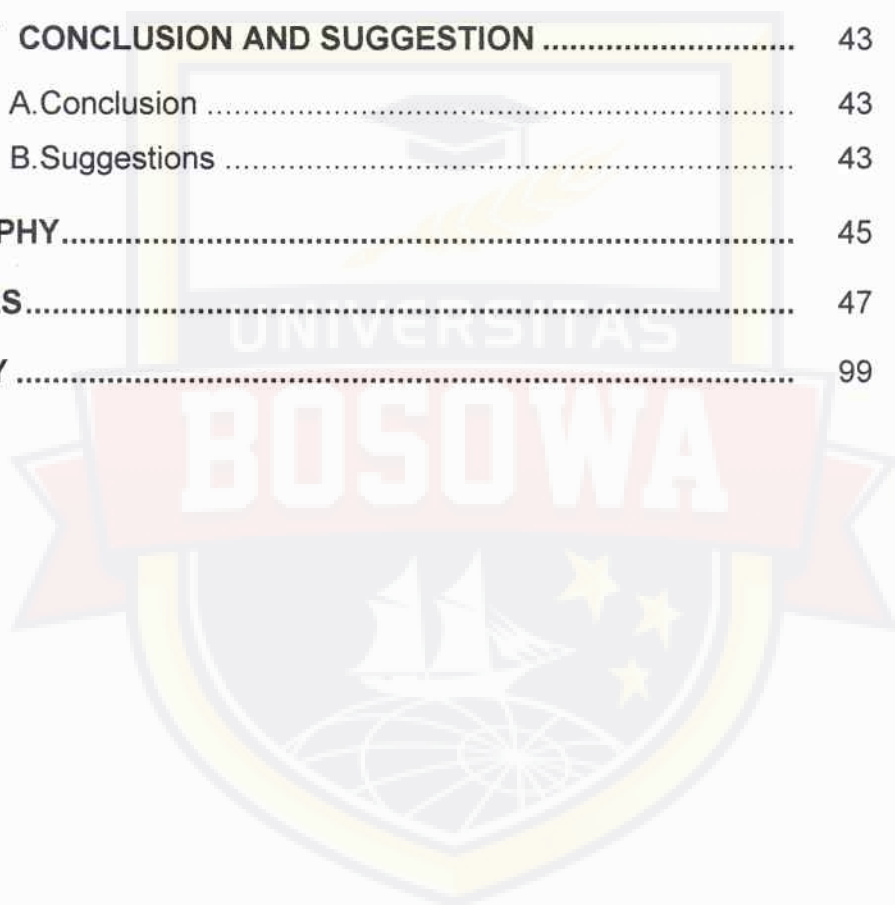 CONCLUSION AND SUGGESTION ........................... 43
A.Conclusion ................................................................ 43
B.Suggestions .............................................................. 43
PHY................................................................................ 45
S.................................................................................... 47
Y ..................................................................................... 99
UNIVERSITAS
BOSOWA